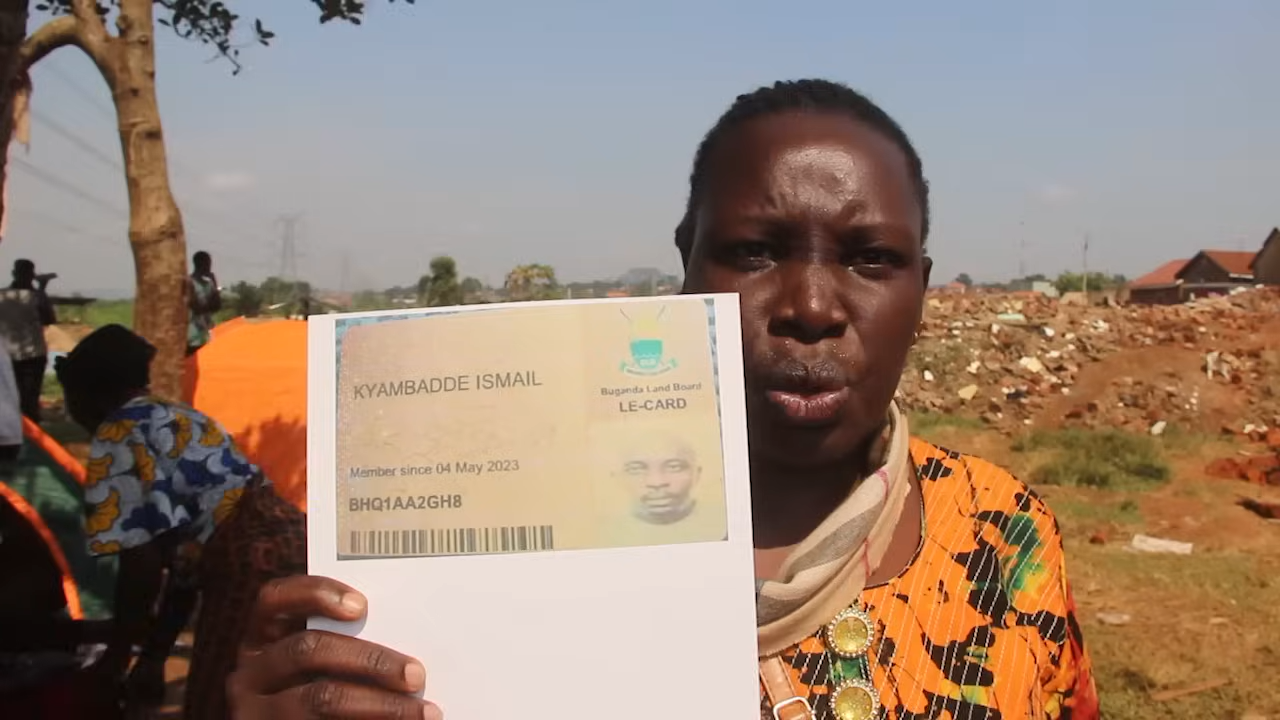 KYAMBADDE ISMAIL
Buganda Land Board
LE-CARD
Member since 04 May 2023
BHQ1AA2GH8